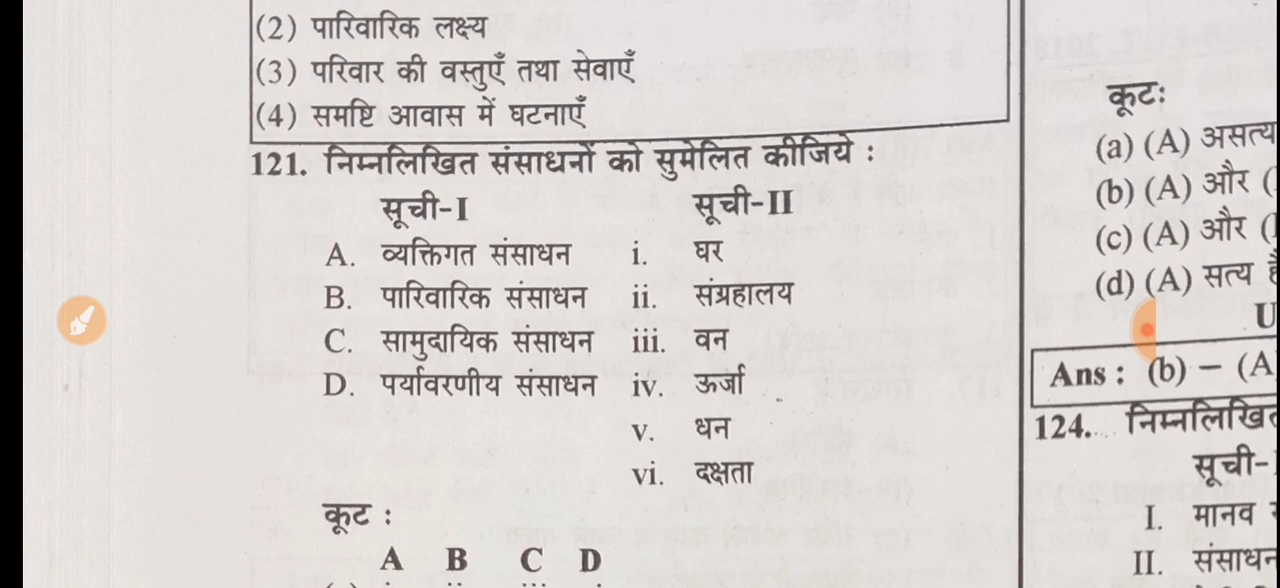 (2) पारिवारिक लक्ष्य
(3) परिवार की वस्तुएँ तथा सेवाएँ
(4) समष्टि आवास में घटनाएँ
121. निम्नलिखित संसाधनों को सुमेलित कीजिये :
सूची-I सूची-II
A. व्यक्तिगत संसाधन i. घर
B. पारिवारिक संसाधन ii. संग्रहालय
C. सामुदायिक संसाधन iii. वन
D. पर्यावरणीय संसाधन iv. ऊर्जा
v. धन
vi. दक्षता
कूट :
A B C D
कूटः
(a) (A) असत्य
(b) (A) और (
(c) (A) और (
(d) (A) सत्य
U
Ans : (b) – (A
124. निम्नलिखित
सूची-
I. मानव
II. संसाधन